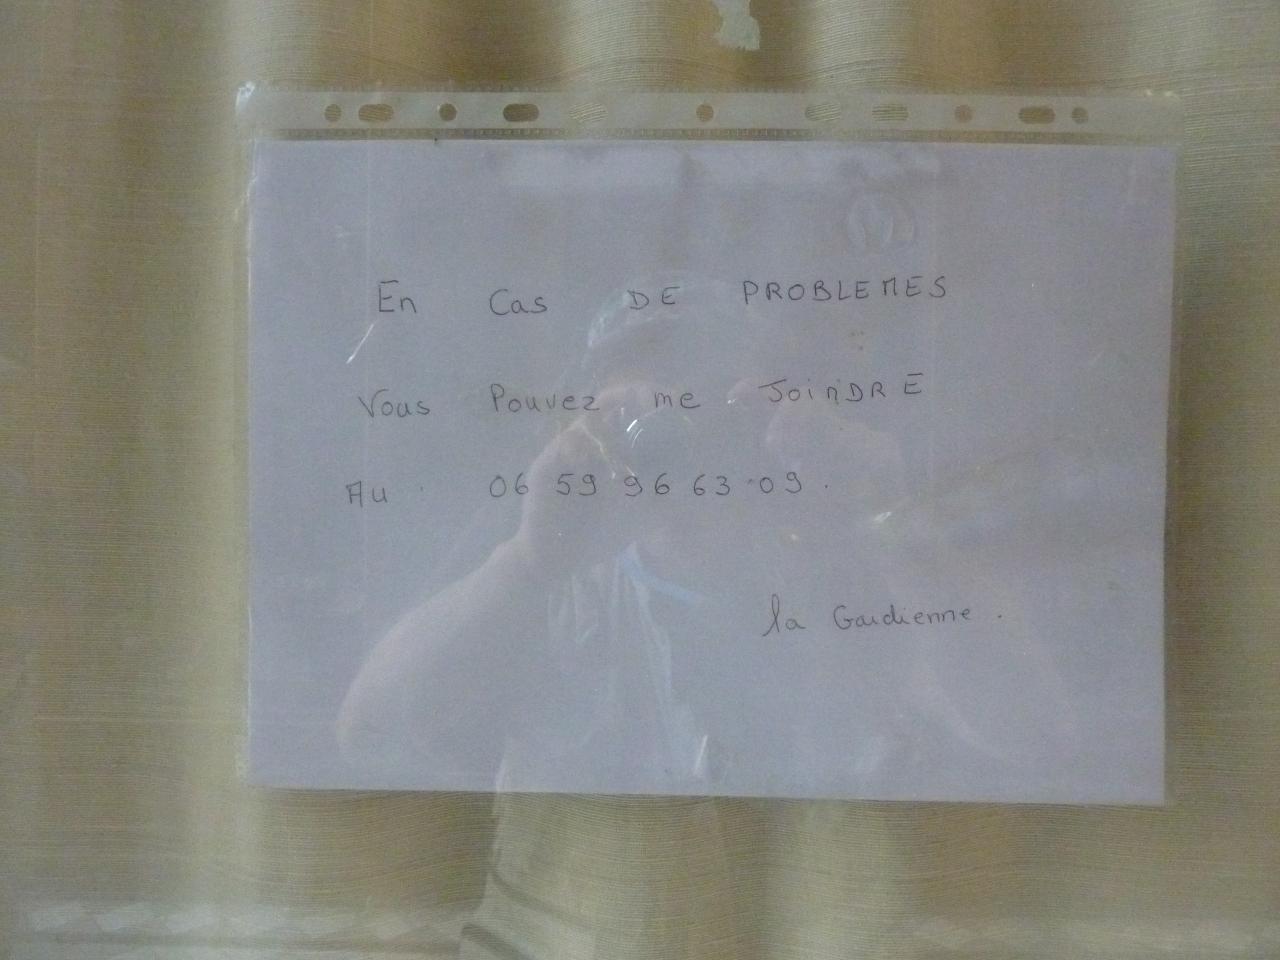 En Cas DE PROBLEMES
Vous Pouvez me JoinDRE
Au 06 59 96 63 09.
la Gardienne.